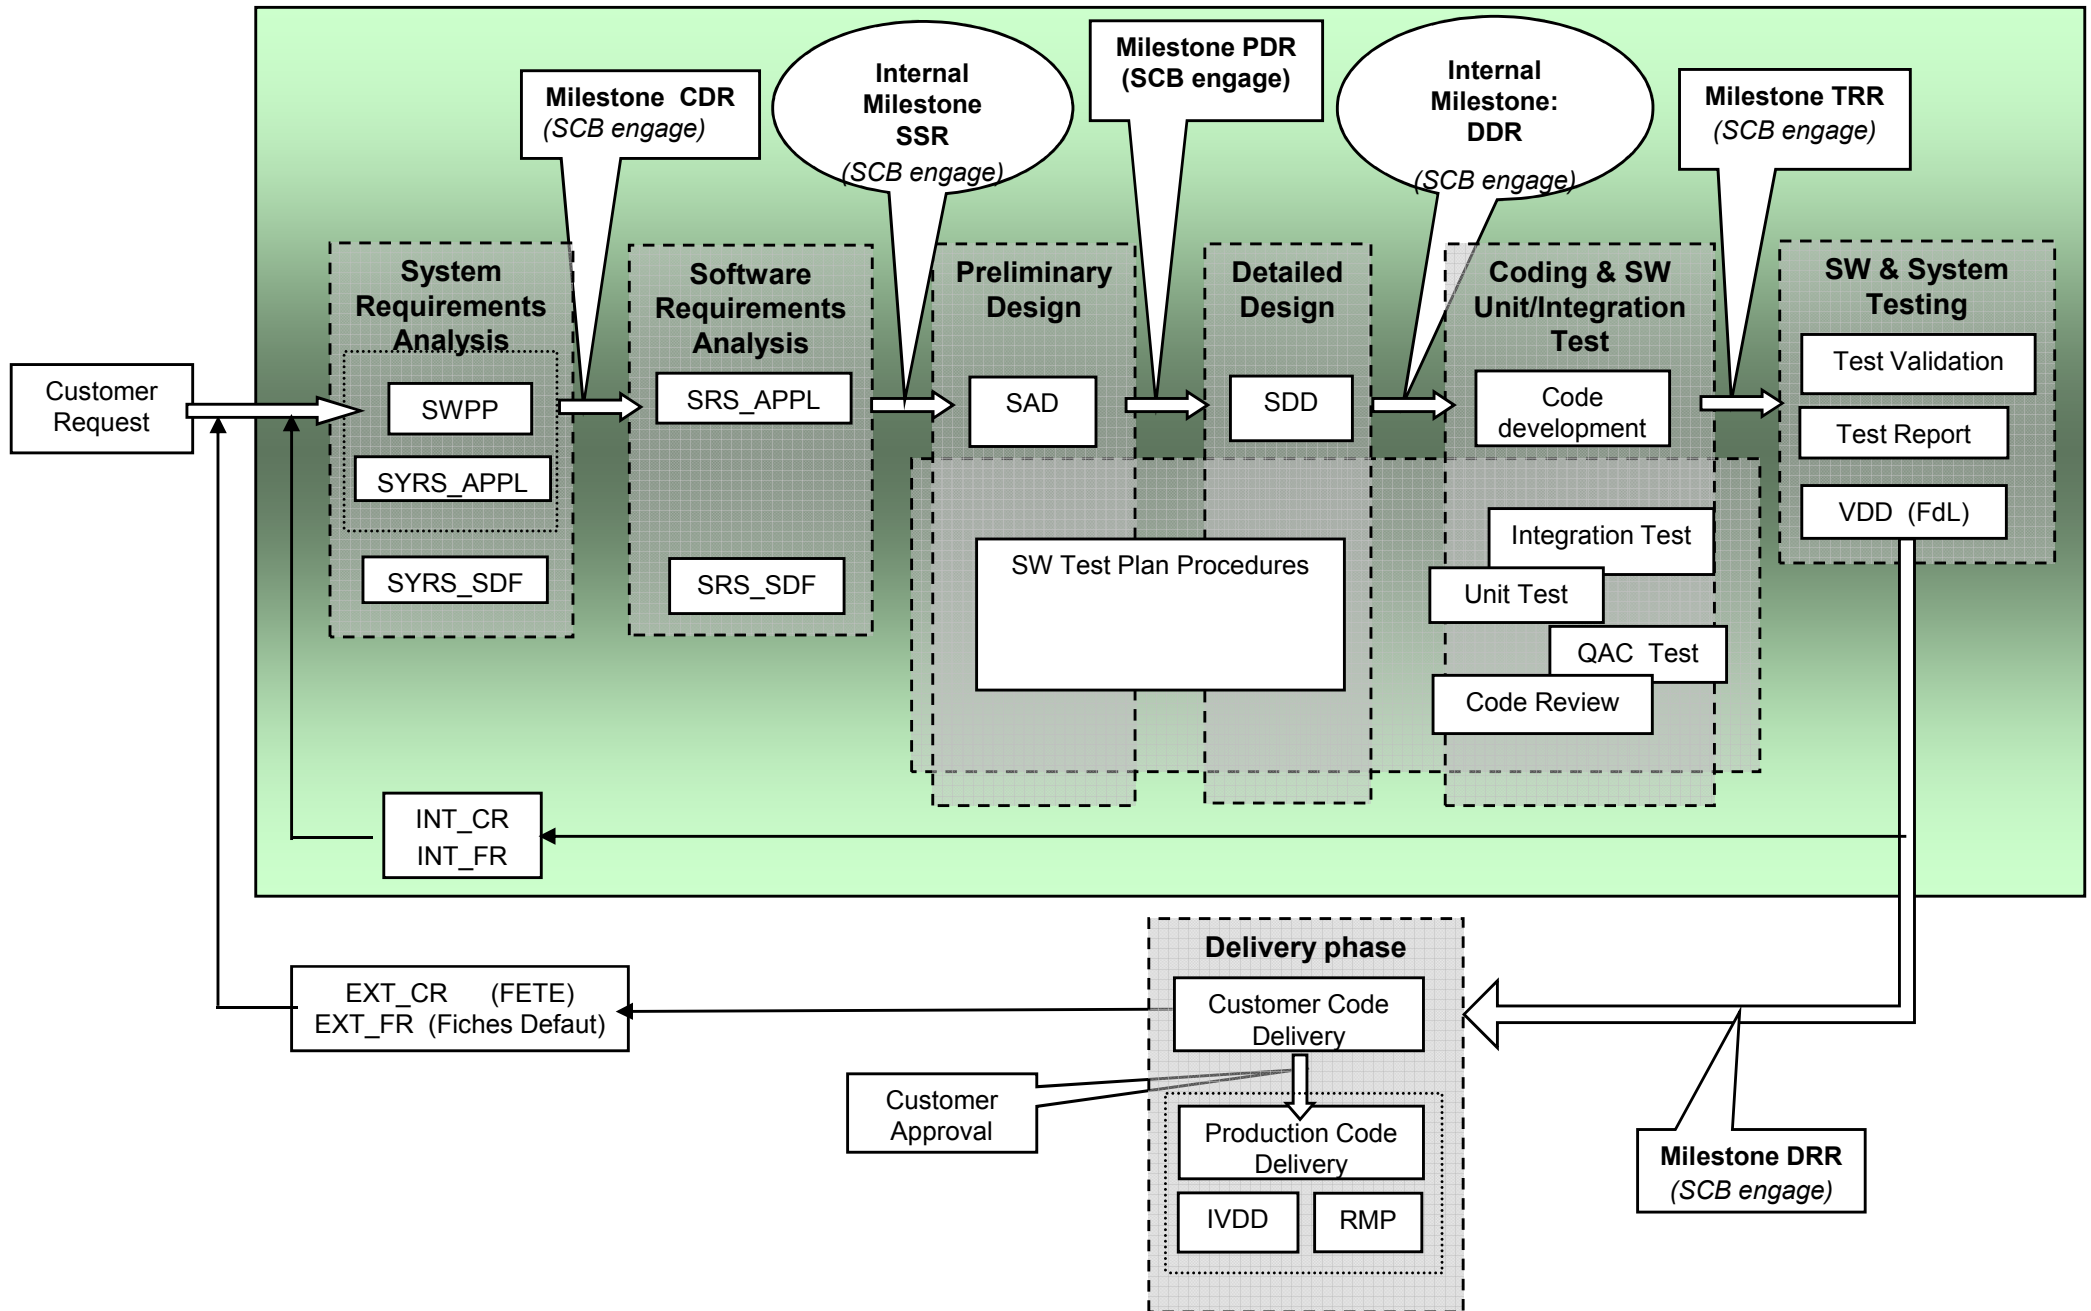 Milestone CDR
(SCB engage)
Internal
Milestone
SSR
(SCB engage)
Milestone PDR
(SCB engage)
Internal
Milestone:
DDR
(SCB engage)
Milestone TRR
(SCB engage)
Customer
Request
System
Requirements
Analysis
SWPP
SYRS_APPL
SYRS_SDF
Software
Requirements
Analysis
SRS_APPL
SRS_SDF
Preliminary
Design
SAD
Detailed
Design
SDD
SW Test Plan Procedures
Coding & SW
Unit/Integration
Test
Code
development
Integration Test
Unit Test
QAC Test
Code Review
SW & System
Testing
Test Validation
Test Report
VDD (FdL)
INT_CR
INT_FR
EXT_CR (FETE)
EXT_FR (Fiches Defaut)
Delivery phase
Customer Code
Delivery
Customer
Approval
Production Code
Delivery
IVDD
RMP
Milestone DRR
(SCB engage)